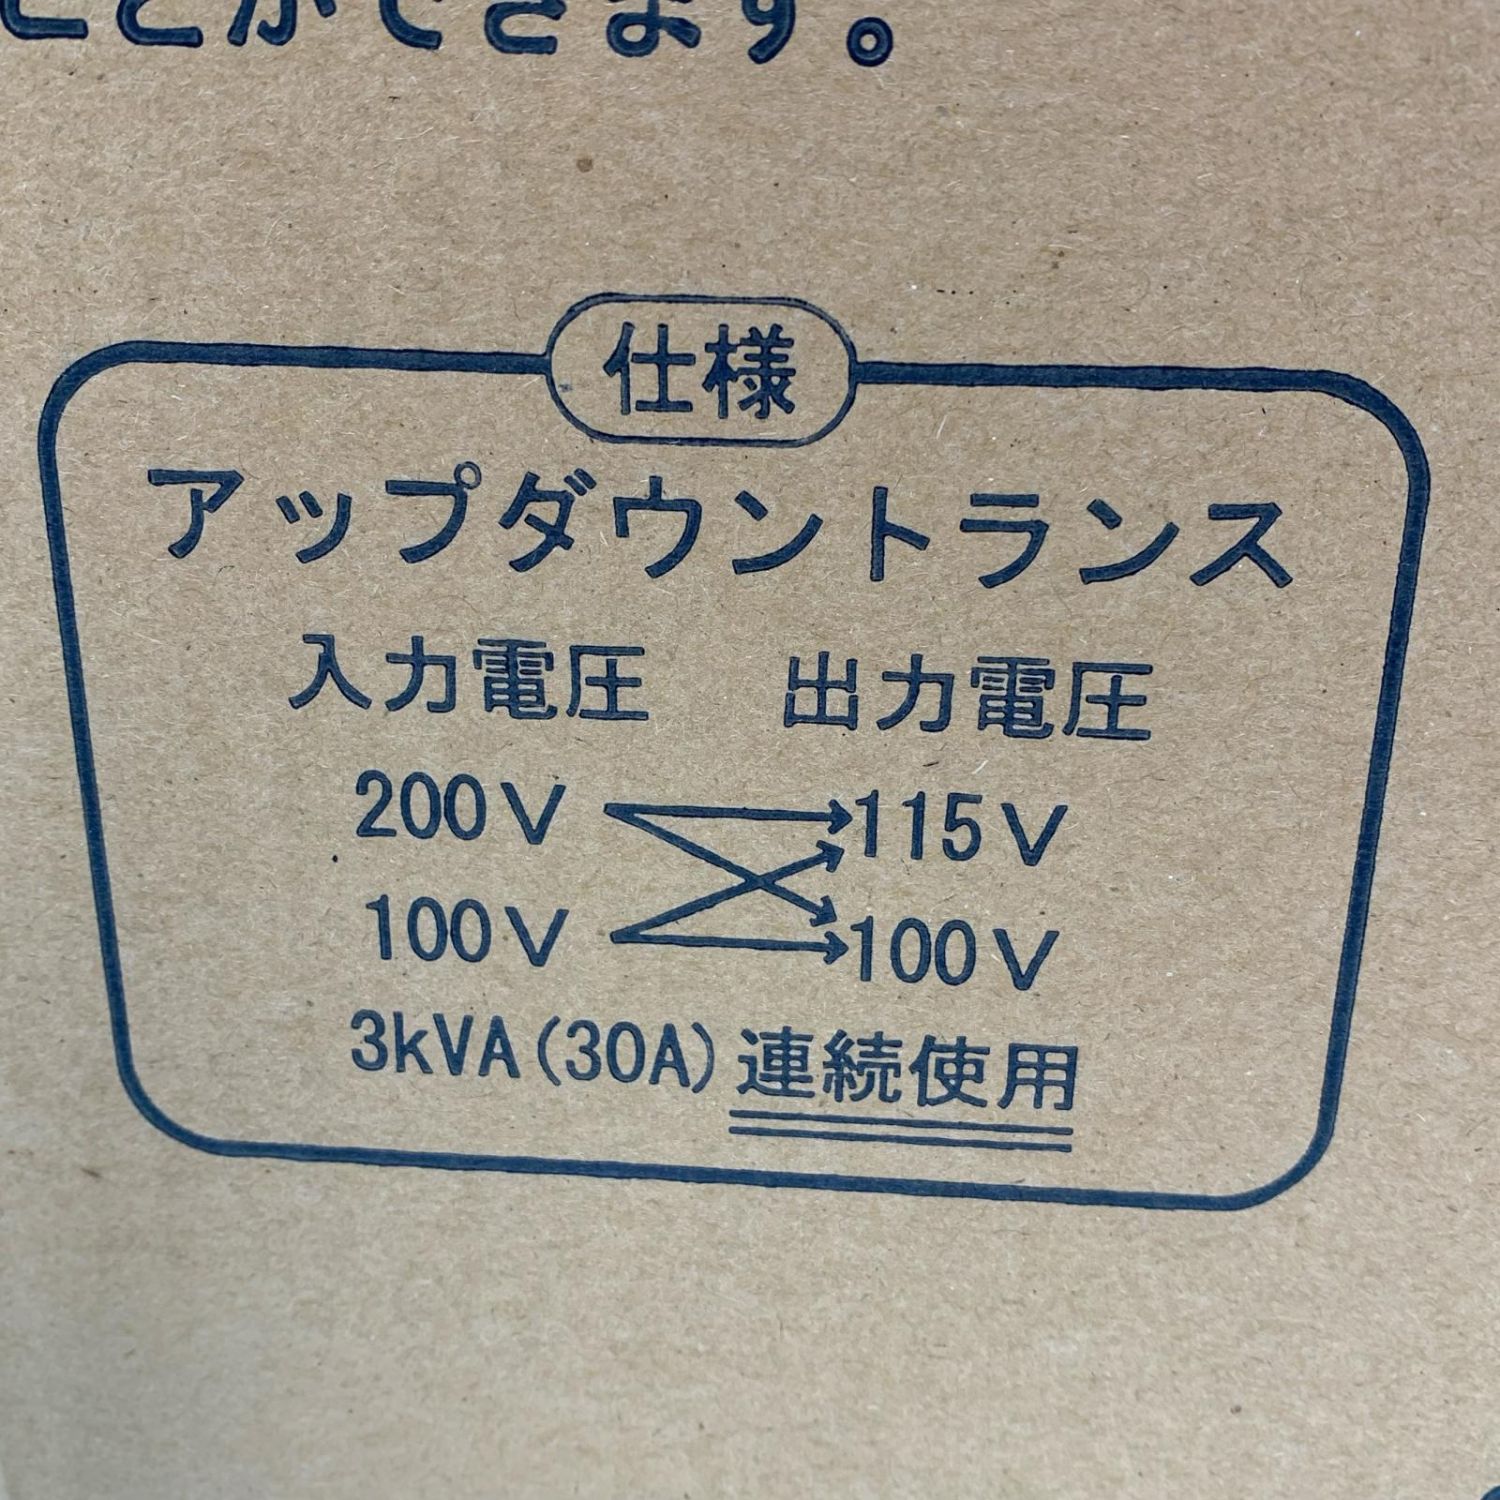 ことができます。
仕様
アップダウントランス
入力電圧 出力電圧
200V 115V
100V 100V
3kVA(30A)連続使用